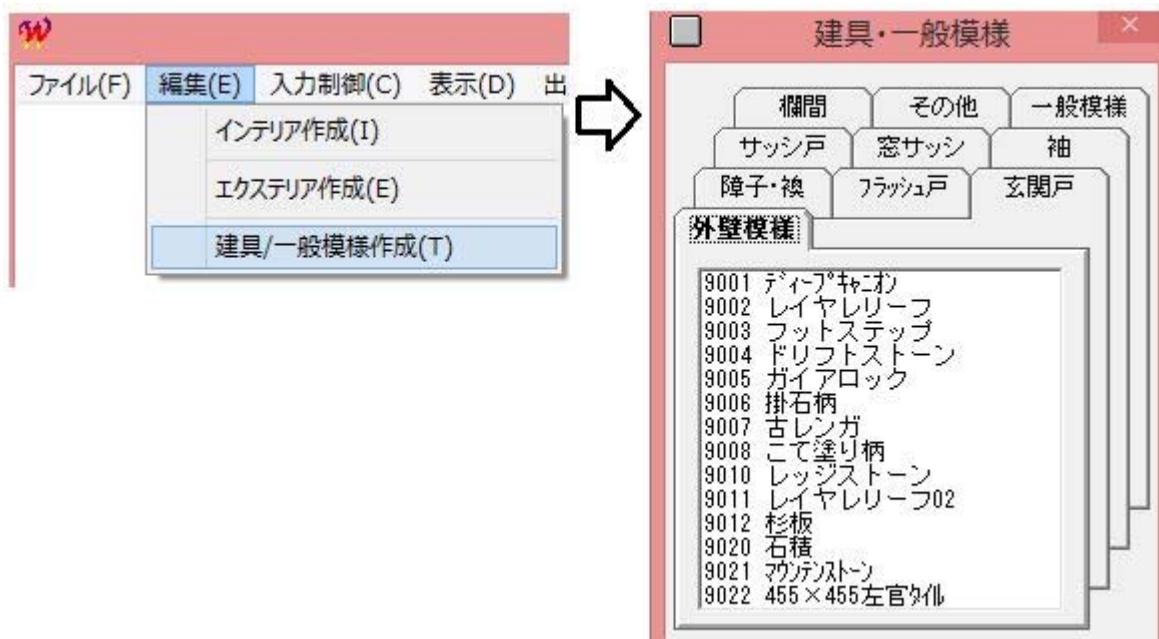 W
ファイル(F) 編集(E) 入力制御(C) 表示(D) 出
インテリア作成(I)
エクステリア作成(E)
建具/一般模様作成(T)
建具・一般模様
欄間 その他 一般模様
サッシ戸 窓サッシ 袖
障子・襖 フラッシュ戸 玄関戸
外壁模様
9001 ディープキャニオン
9002 レイヤレリーフ
9003 フットステップ
9004 ドリフトストーン
9005 ガイアロック
9006 掛石柄
9007 古レンガ
9008 こて塗り柄
9010 レッジストーン
9011 レイヤレリーフ02
9012 杉板
9020 石積
9021 マウンテンストーン
9022 455×455左官タイル